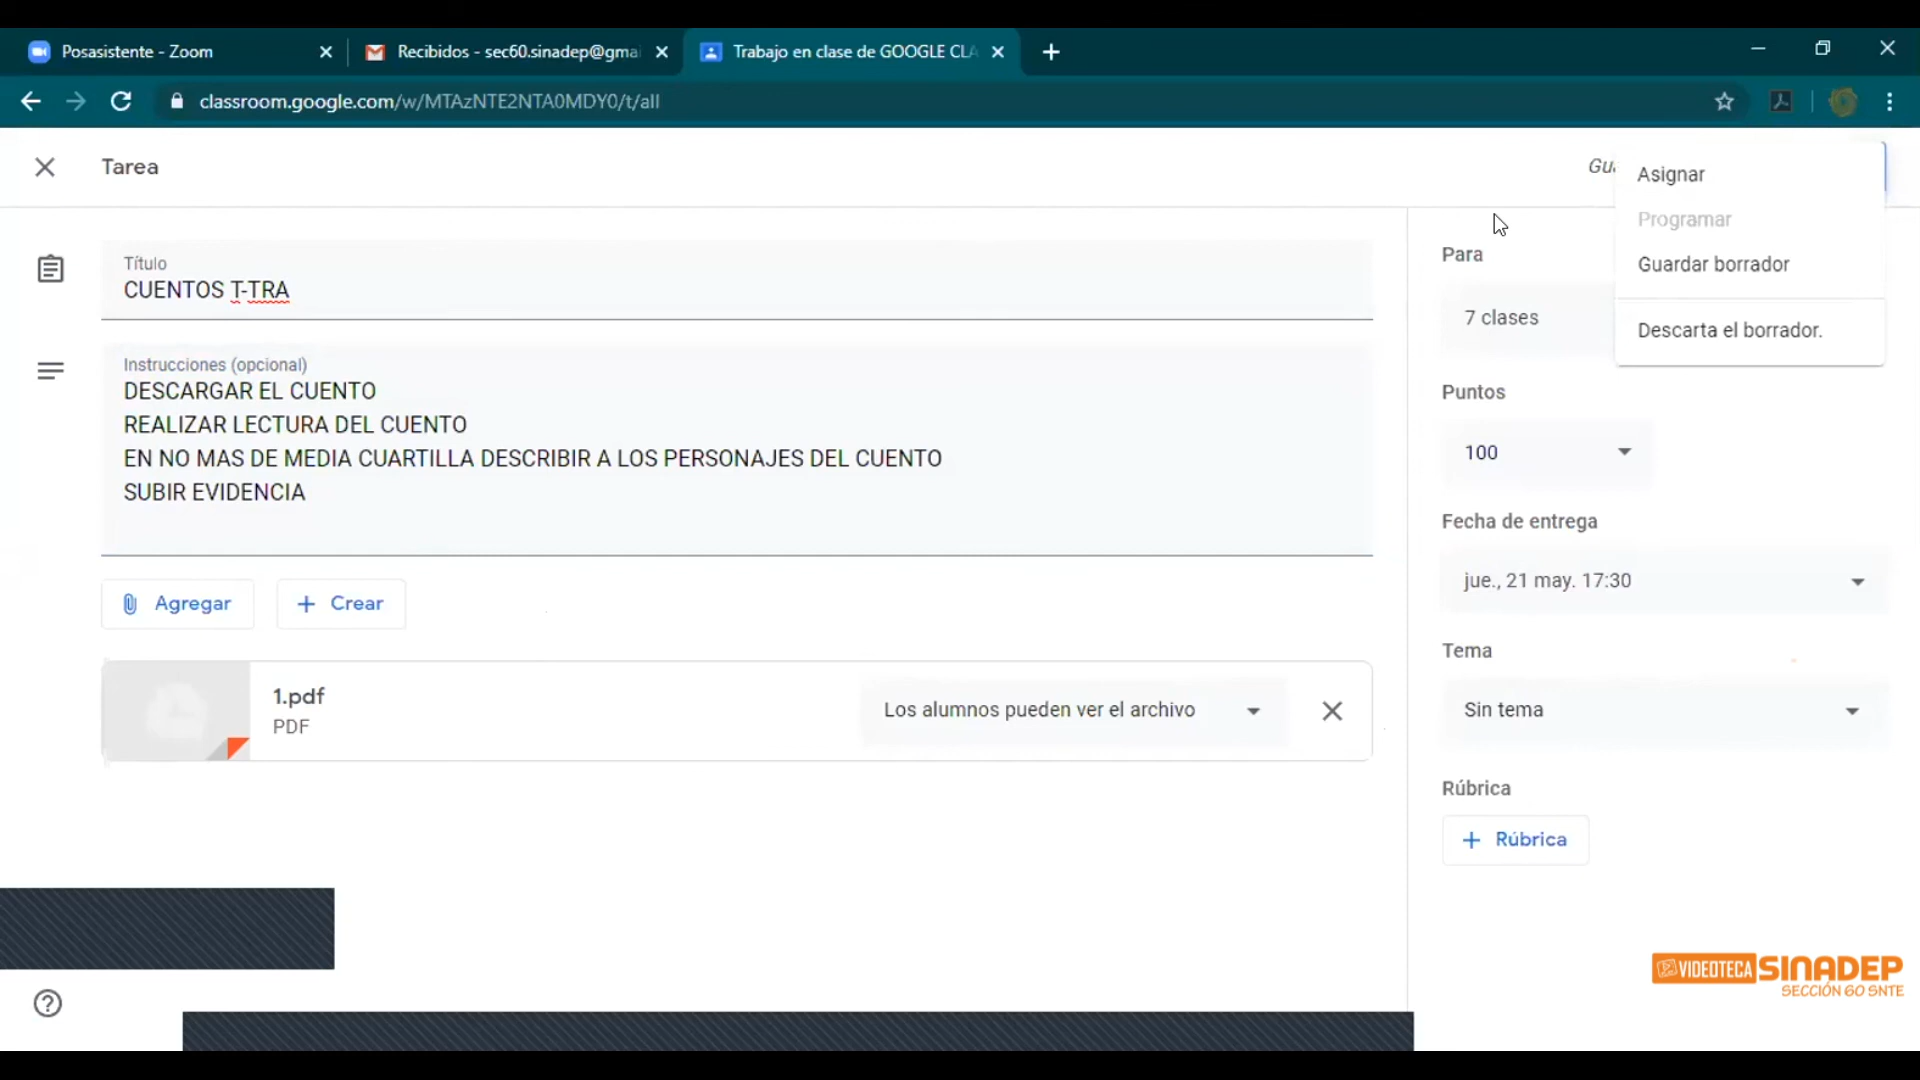 Posasistente - Zoom
Recibidos - sec60.sinadep@gmai
Trabajo en clase de GOOGLE CLA
classroom.google.com/w/MTAzNTE2NTA0MDY0/t/all
Tarea
Asignar
Programar
Guardar borrador
Descarta el borrador.
Título
CUENTOS T-TRA
Instrucciones (opcional)
DESCARGAR EL CUENTO
REALIZAR LECTURA DEL CUENTO
EN NO MAS DE MEDIA CUARTILLA DESCRIBIR A LOS PERSONAJES DEL CUENTO
SUBIR EVIDENCIA
Agregar
Crear
1.pdf
PDF
Los alumnos pueden ver el archivo
Para
7 clases
Puntos
100
Fecha de entrega
jue., 21 may. 17:30
Tema
Sin tema
Rúbrica
Rúbrica
VIDEOTECA SINADEP
SECCIÓN 60 SNTE